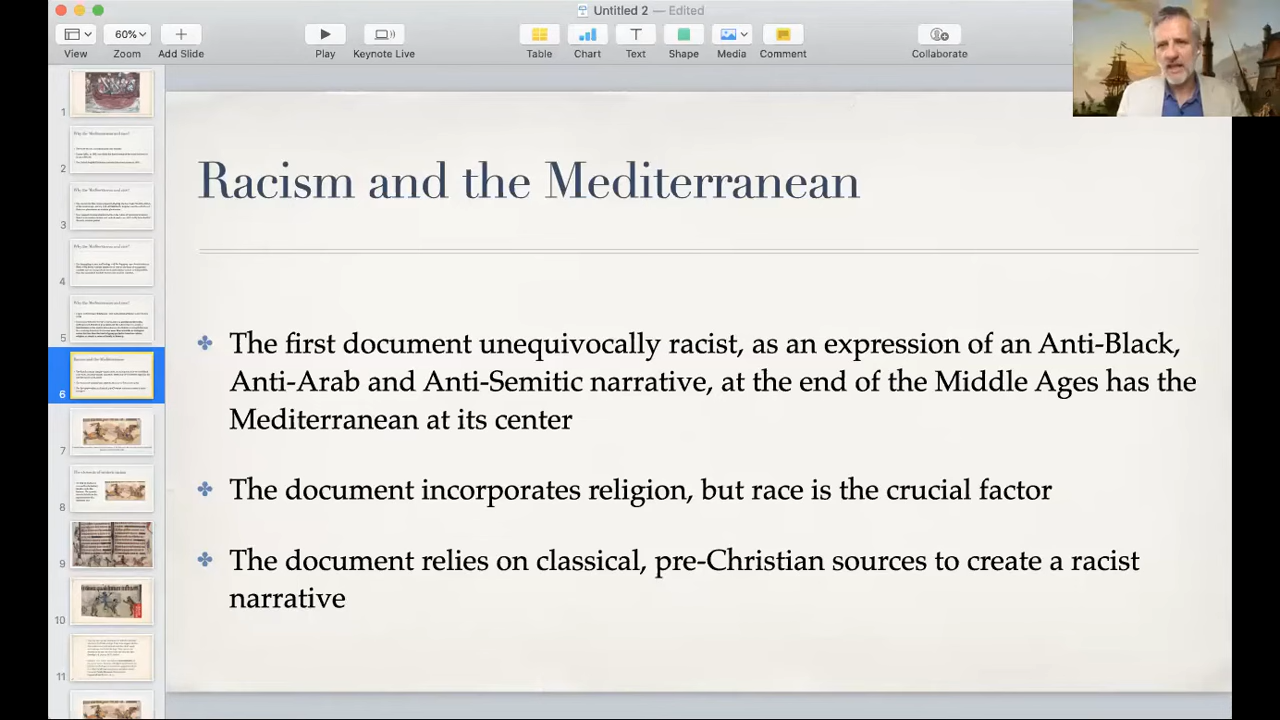 Untitled 2 — Edited
60%
View
Zoom
Add Slide
Play
Keynote Live
Table
Chart
Text
Shape
Media
Comment
Collaborate
1
2
3
4
5
6
7
8
9
10
11
Racism and the Mediterranean
The first document unequivocally racist, as an expression of an Anti-Black,
Anti-Arab and Anti-Semitic narrative, at the end of the Middle Ages has the
Mediterranean at its center
The document incorporates religion, but race is the crucial factor
The document relies on classical, pre-Christian sources to create a racist
narrative